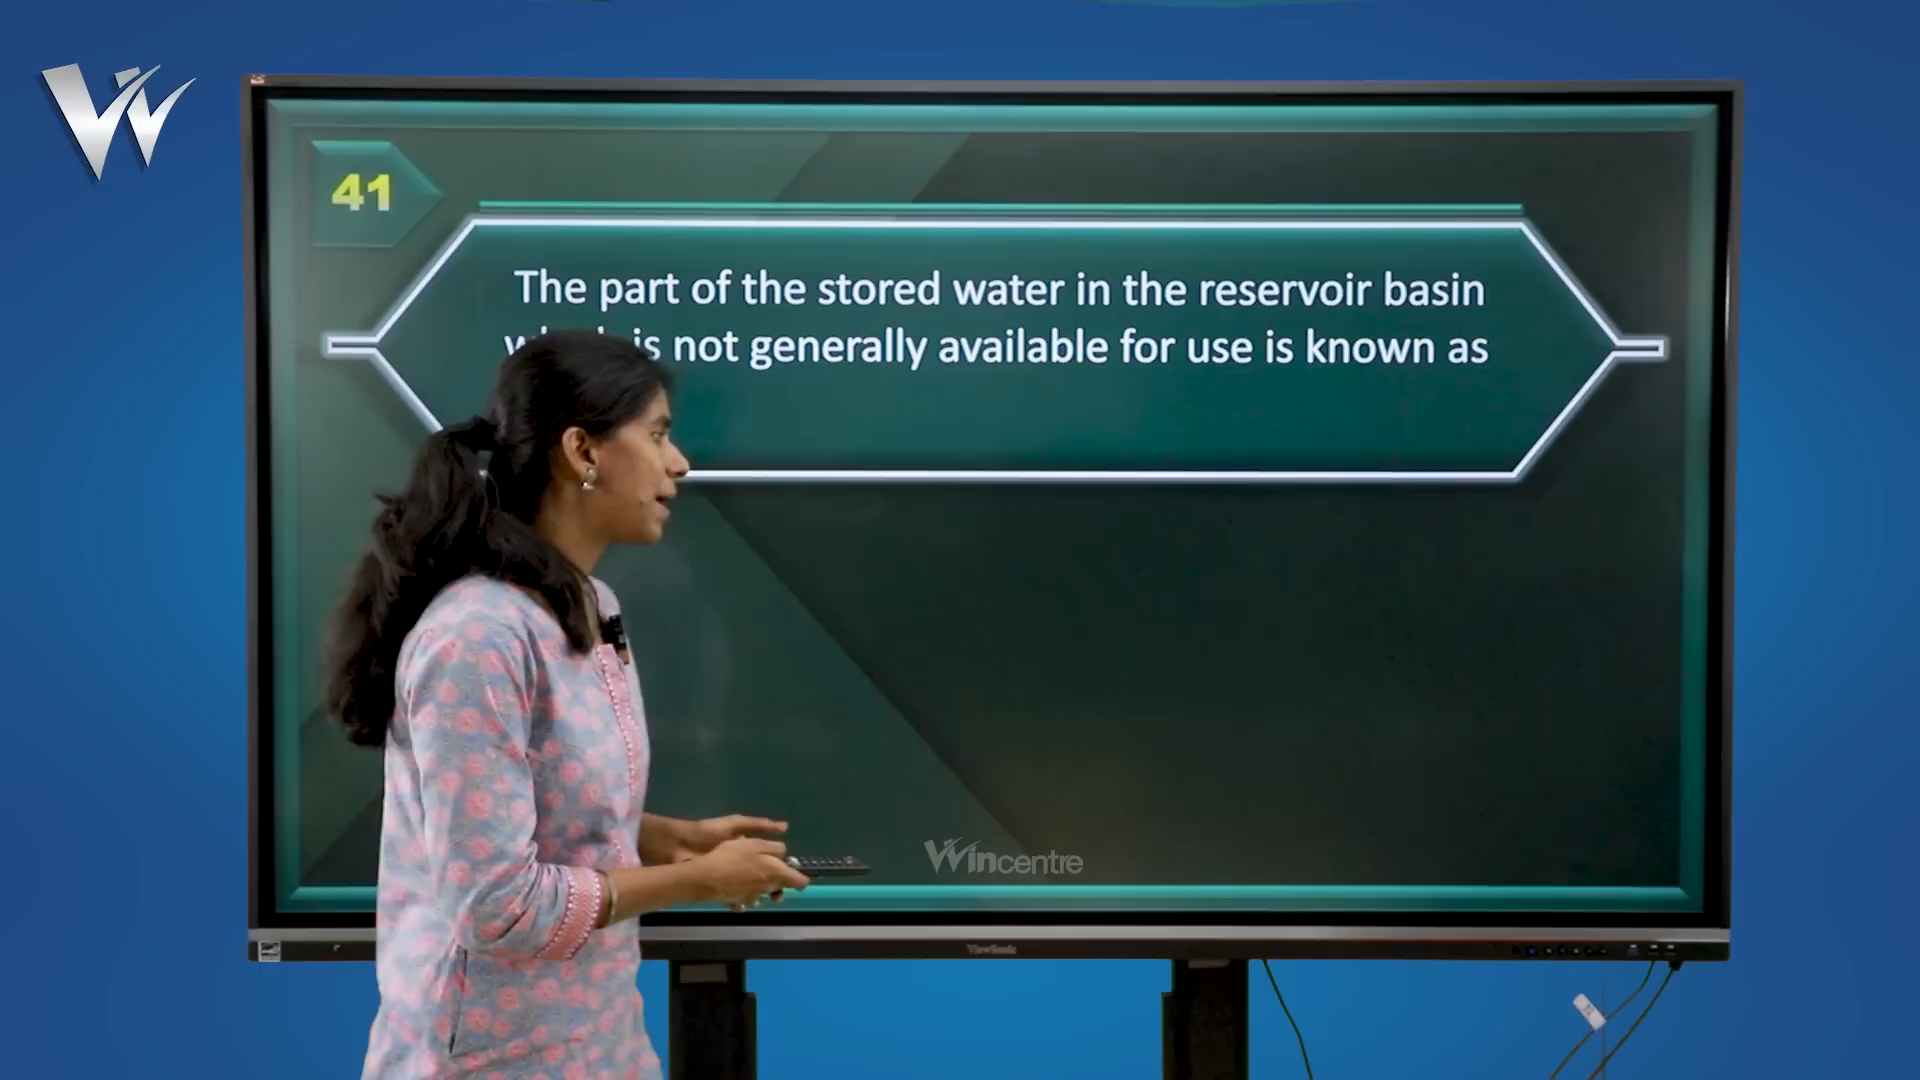 41
The part of the stored water in the reservoir basin
is not generally available for use is known as
Wincentre
ViewSonic